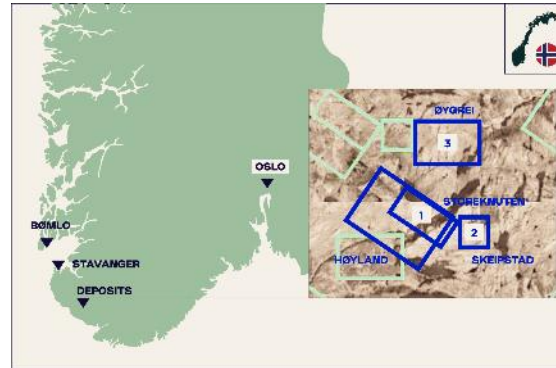 OSLO
BØMLO
STAVANGER
DEPOSITS
ØYGREI
3
STOREKNUTEN
1
2
HØYLAND
SKEIPSTAD